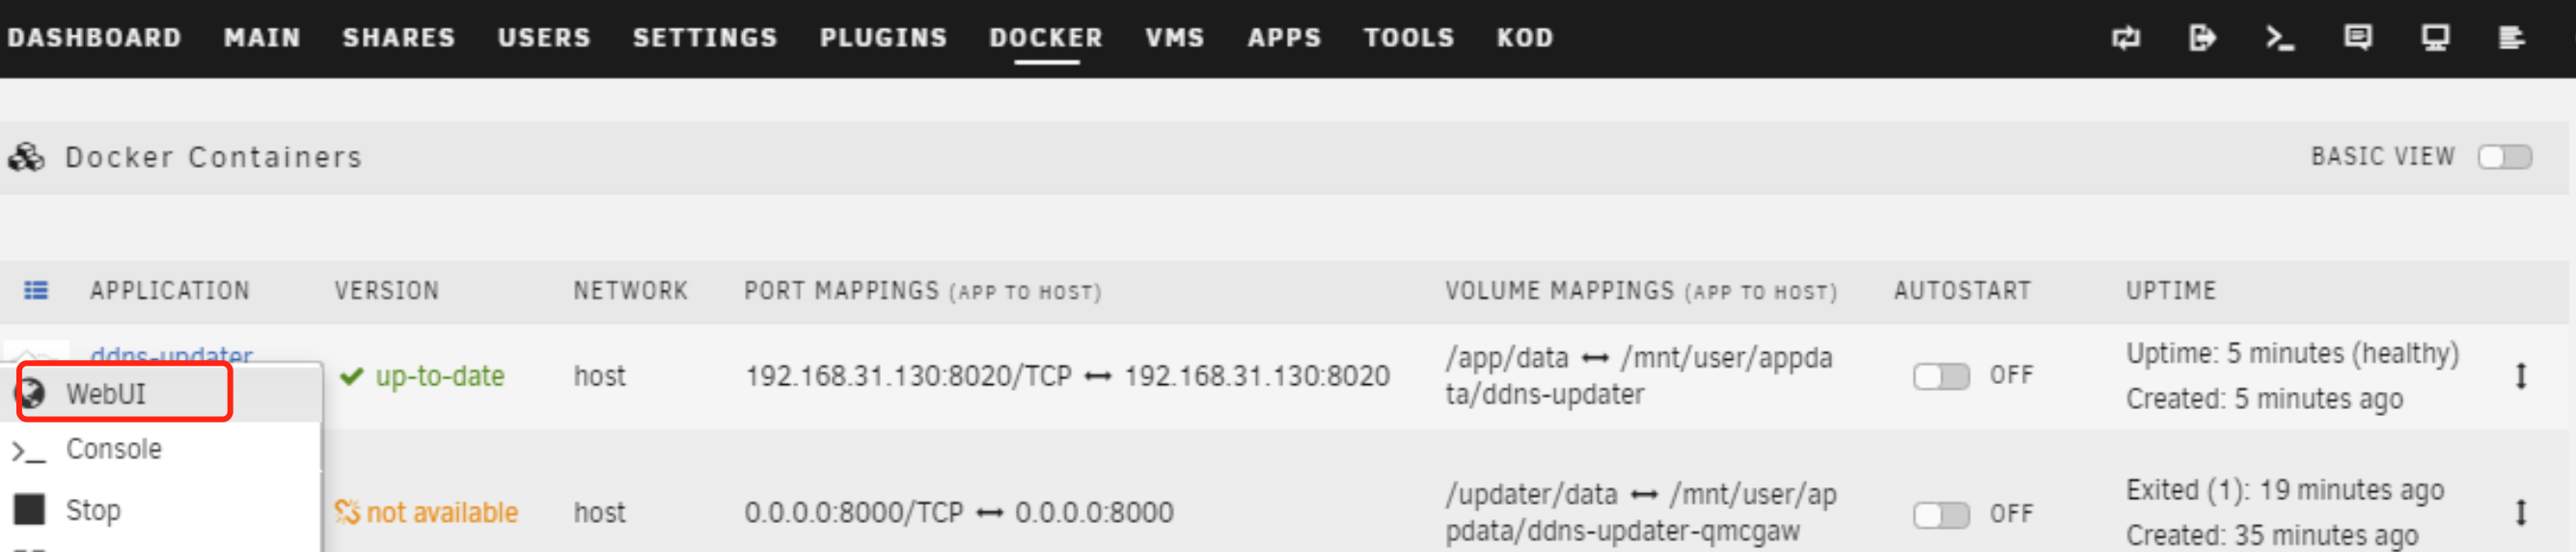 DASHBOARD MAIN SHARES USERS SETTINGS PLUGINS DOCKER VMS APPS TOOLS KOD
Docker Containers
BASIC VIEW
APPLICATION VERSION NETWORK PORT MAPPINGS (APP TO HOST) VOLUME MAPPINGS (APP TO HOST) AUTOSTART UPTIME
ddns-updater
WebUI
Console
Stop
up-to-date
host
192.168.31.130:8020/TCP ↔ 192.168.31.130:8020
/app/data ↔ /mnt/user/appda
ta/ddns-updater
OFF
Uptime: 5 minutes (healthy)
Created: 5 minutes ago
not available
host
0.0.0.0:8000/TCP ↔ 0.0.0.0:8000
/updater/data ↔ /mnt/user/ap
pdata/ddns-updater-qmcgaw
OFF
Exited (1): 19 minutes ago
Created: 35 minutes ago